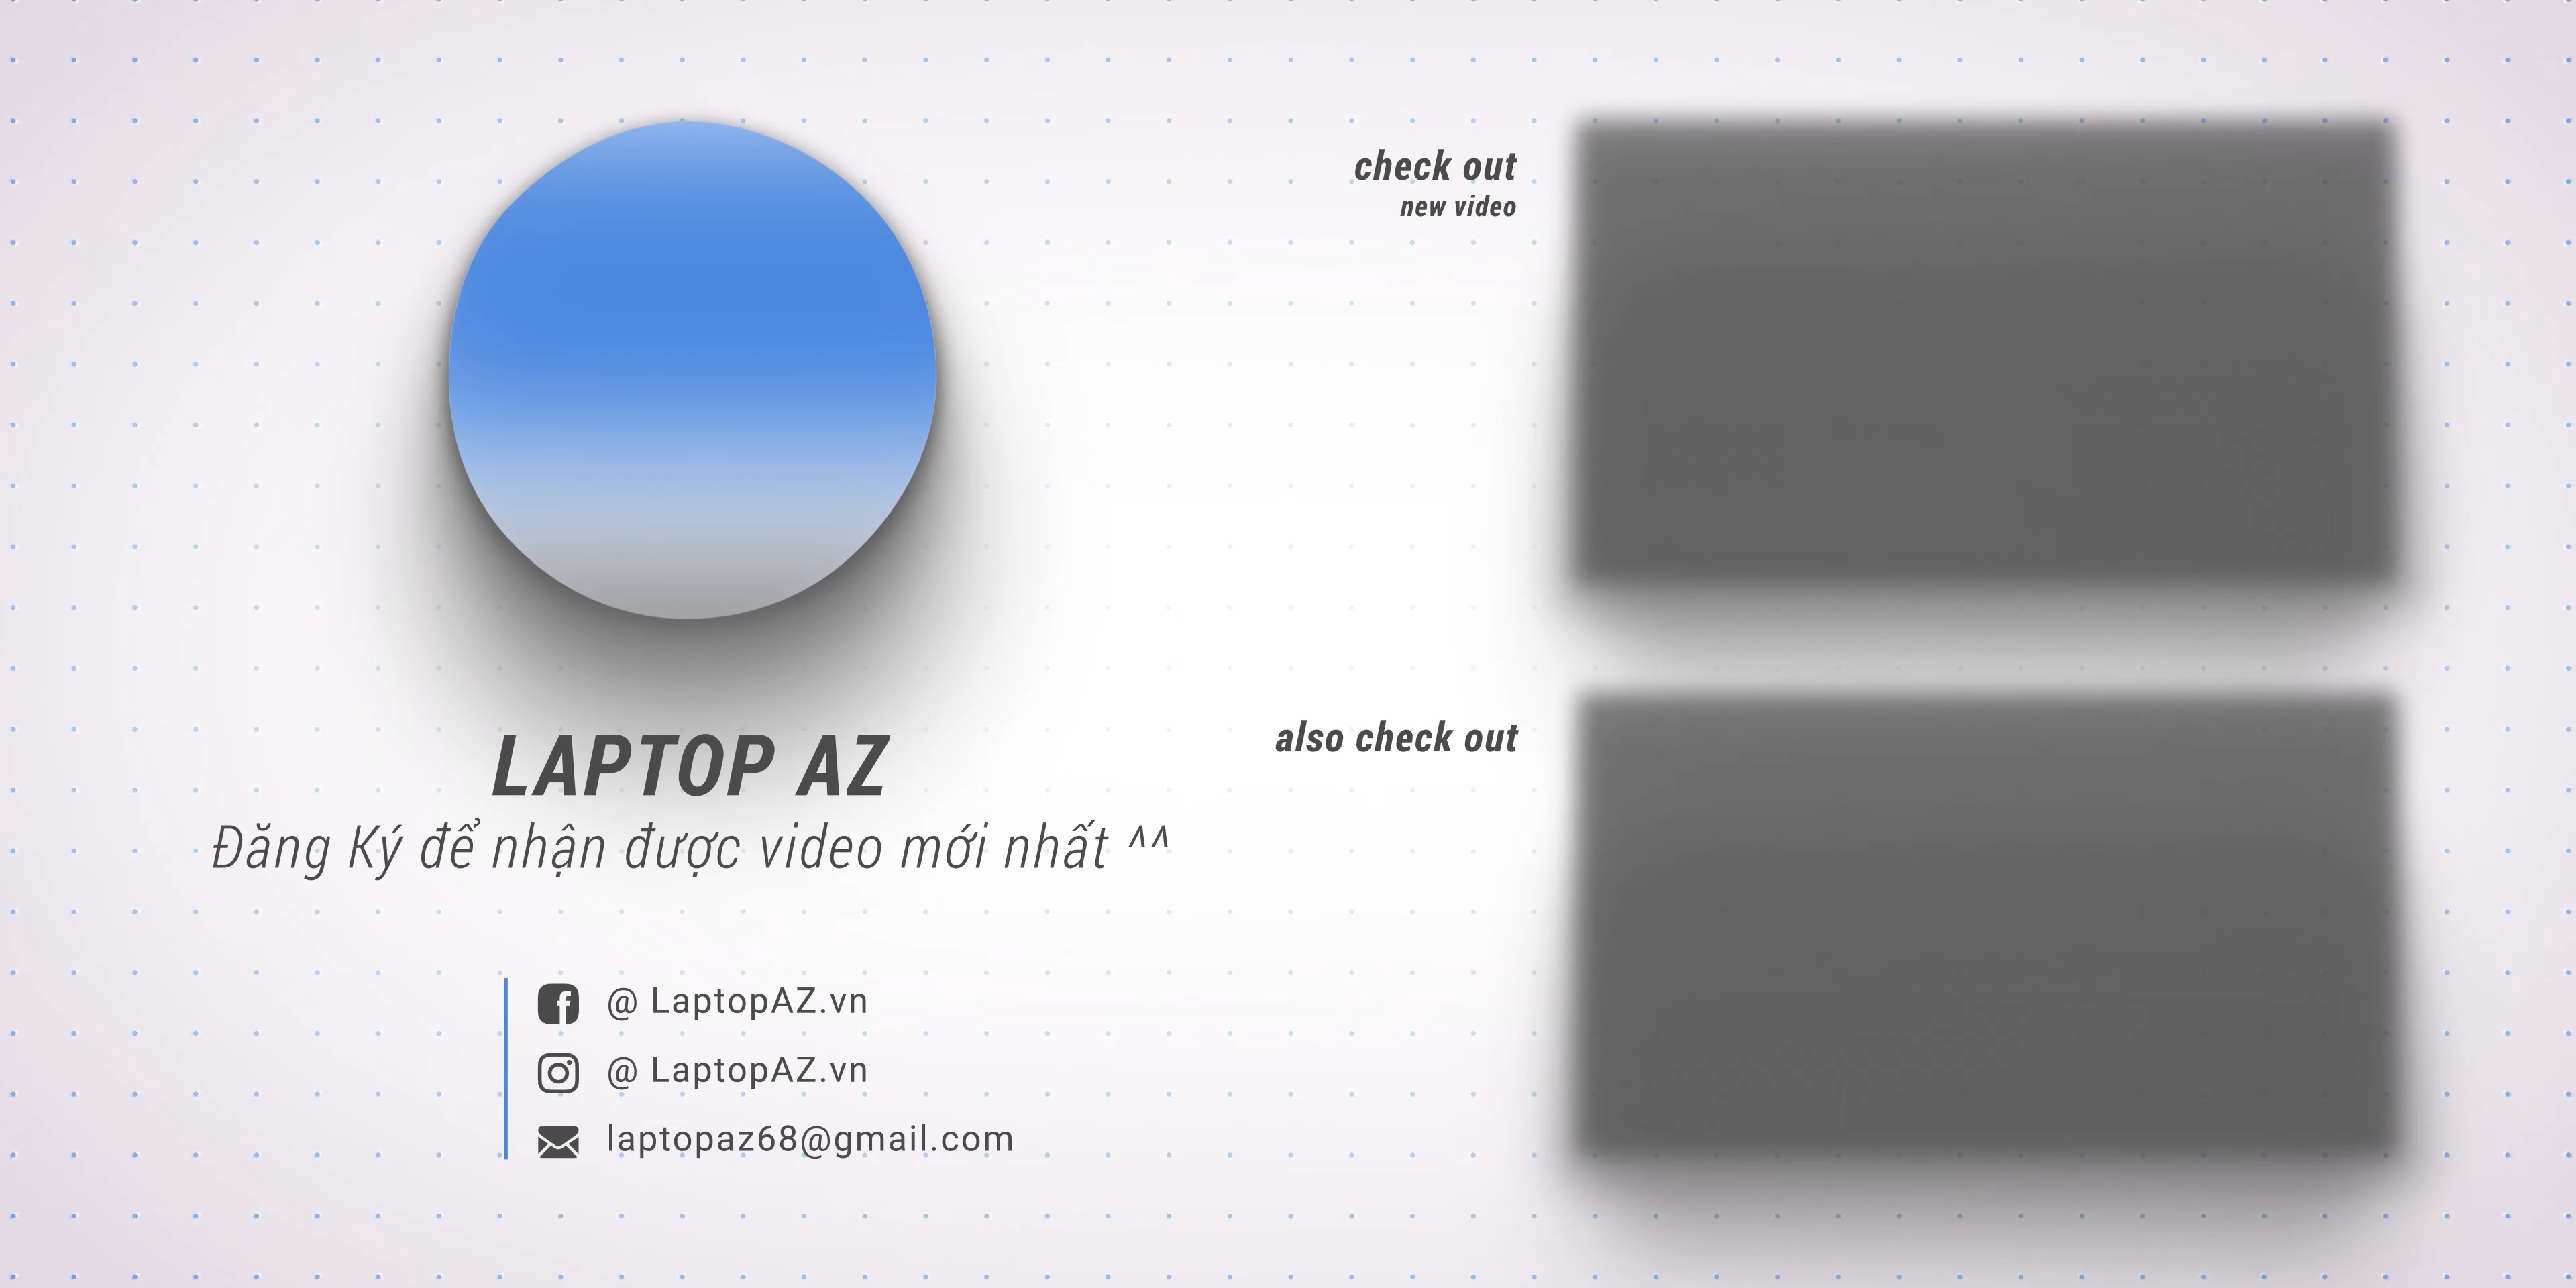 LAPTOP AZ
Đăng Ký để nhận được video mới nhất ^^
@ LaptopAZ.vn
@ LaptopAZ.vn
laptopaz68@gmail.com
check out
new video
also check out